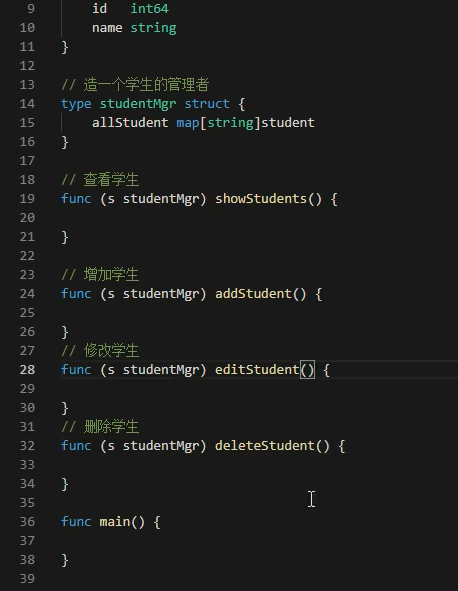 9 id int64
10 name string
11 }
12
13 // 造一个学生的管理者
14 type studentMgr struct {
15 allStudent map[string]student
16 }
17
18 // 查看学生
19 func (s studentMgr) showStudents() {
20
21 }
22
23 // 增加学生
24 func (s studentMgr) addStudent() {
25
26 }
27 // 修改学生
28 func (s studentMgr) editStudent() {
29
30 }
31 // 删除学生
32 func (s studentMgr) deleteStudent() {
33
34 }
35
36 func main() {
37
38 }
39